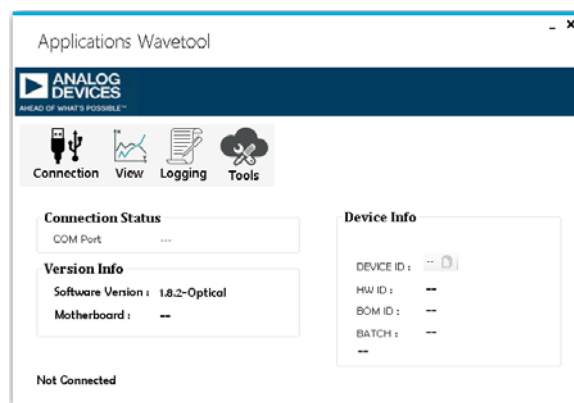 Applications Wavetool
ANALOG
DEVICES
AHEAD OF WHAT'S POSSIBLE™
Connection View Logging Tools
Connection Status
COM Port ---
Version Info
Software Version : 1.8.2-Optical
Motherboard : --
Device Info
DEVICE ID : --
HW ID : --
BOM ID : --
BATCH : --
--
Not Connected